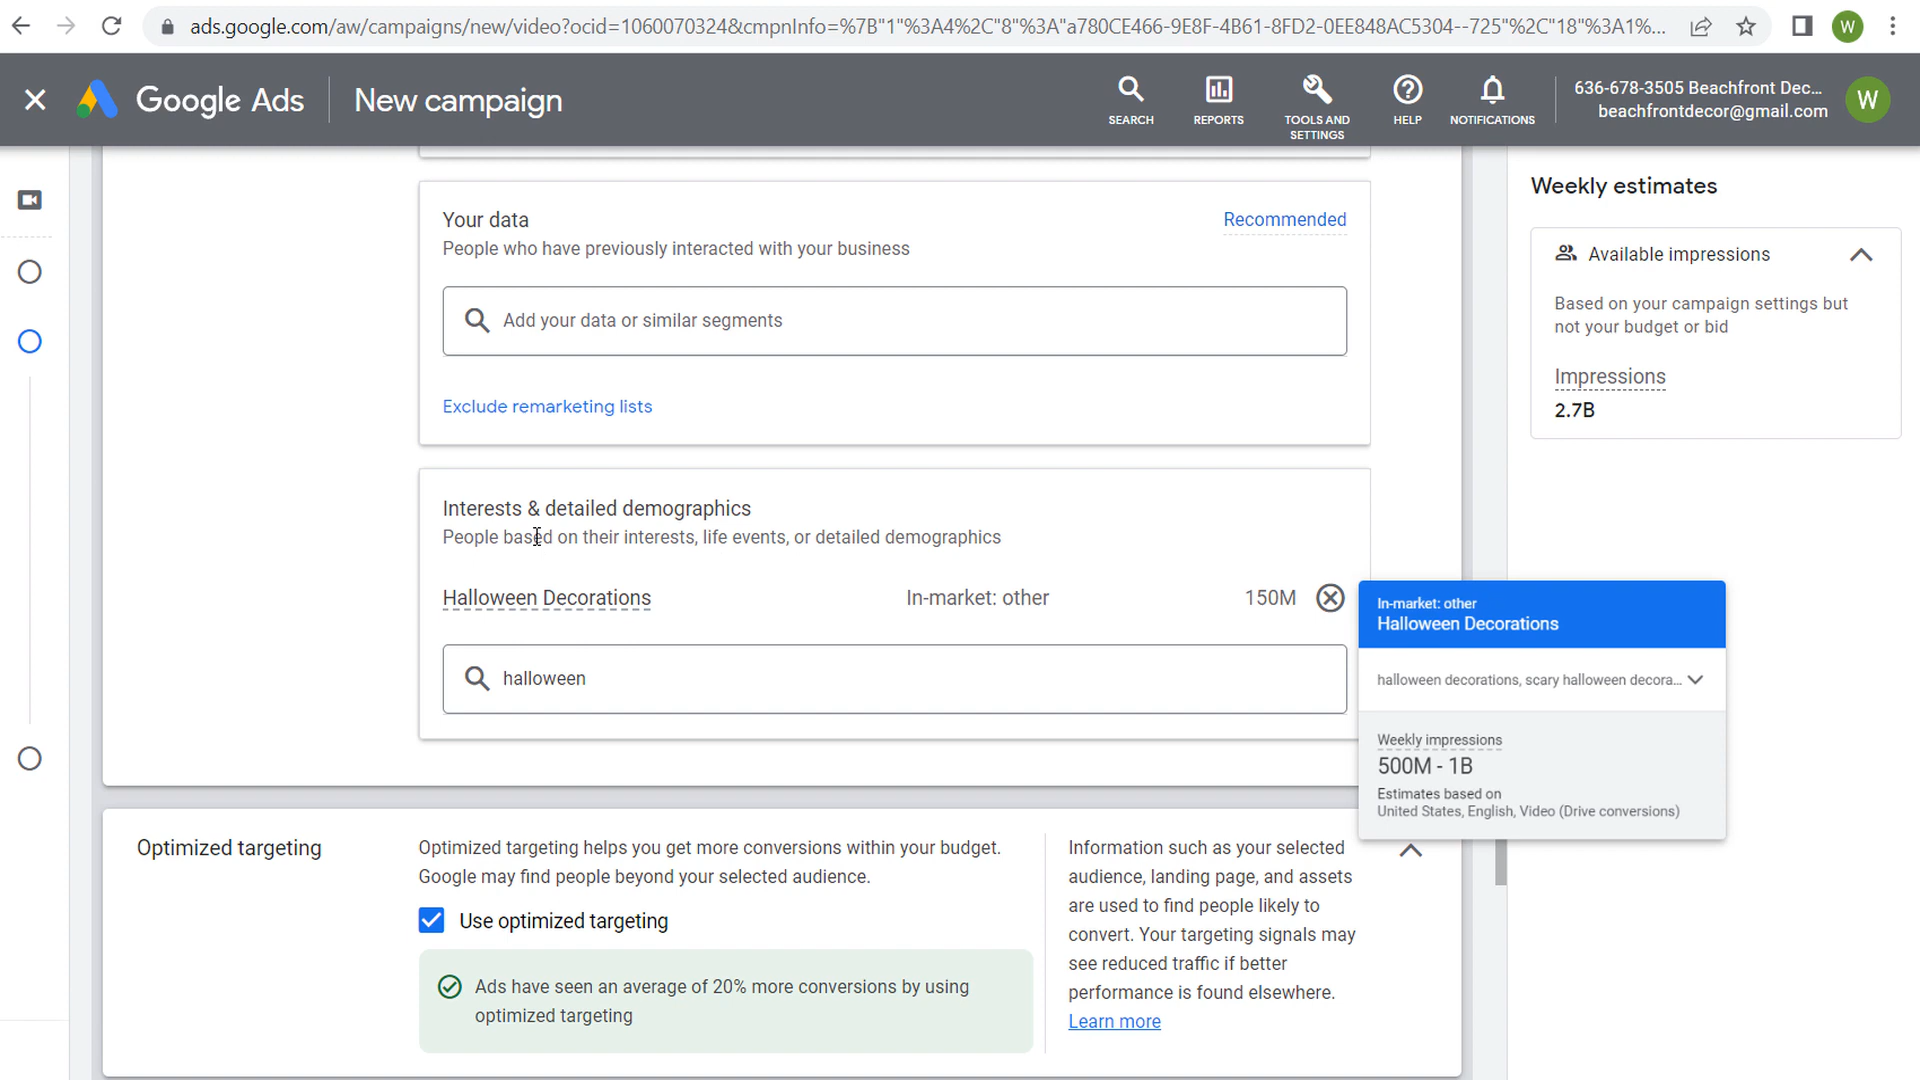 ads.google.com/aw/campaigns/new/video?ocid=1060070324&cmpnInfo=%7B"1"%3A4%2C"8"%3A"a780CE466-9E8F-4B61-8FD2-0EE848AC5304--725"%2C"18"%3A1%...
W
Google Ads
New campaign
SEARCH
REPORTS
TOOLS AND
SETTINGS
HELP
NOTIFICATIONS
636-678-3505 Beachfront Dec...
beachfrontdecor@gmail.com
W
Your data
Recommended
People who have previously interacted with your business
Add your data or similar segments
Exclude remarketing lists
Interests & detailed demographics
People based on their interests, life events, or detailed demographics
Halloween Decorations
In-market: other
150M
halloween
Optimized targeting
Optimized targeting helps you get more conversions within your budget.
Google may find people beyond your selected audience.
Use optimized targeting
Ads have seen an average of 20% more conversions by using
optimized targeting
Information such as your selected
audience, landing page, and assets
are used to find people likely to
convert. Your targeting signals may
see reduced traffic if better
performance is found elsewhere.
Learn more
Weekly estimates
Available impressions
Based on your campaign settings but
not your budget or bid
Impressions
2.7B
In-market: other
Halloween Decorations
halloween decorations, scary halloween decora...
Weekly impressions
500M - 1B
Estimates based on
United States, English, Video (Drive conversions)